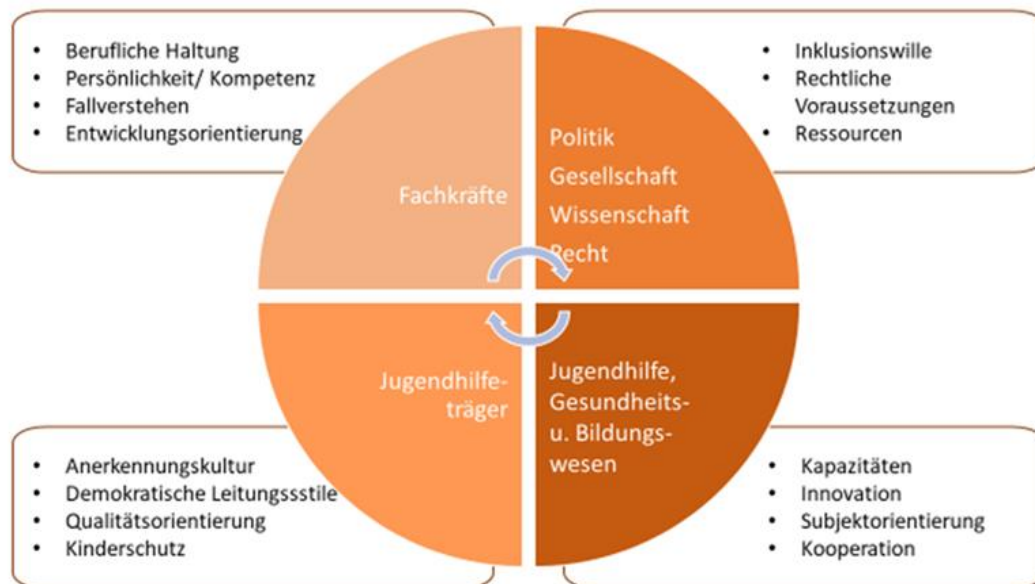 • Berufliche Haltung
• Persönlichkeit/ Kompetenz
• Fallverstehen
• Entwicklungsorientierung
Fachkräfte
• Inklusionswille
• Rechtliche
Voraussetzungen
• Ressourcen
Politik
Gesellschaft
Wissenschaft
Recht
Jugendhilfe-
träger
• Anerkennungskultur
• Demokratische Leitungssstile
• Qualitätsorientierung
• Kinderschutz
Jugendhilfe,
Gesundheits-
u. Bildungs-
wesen
• Kapazitäten
• Innovation
• Subjektorientierung
• Kooperation